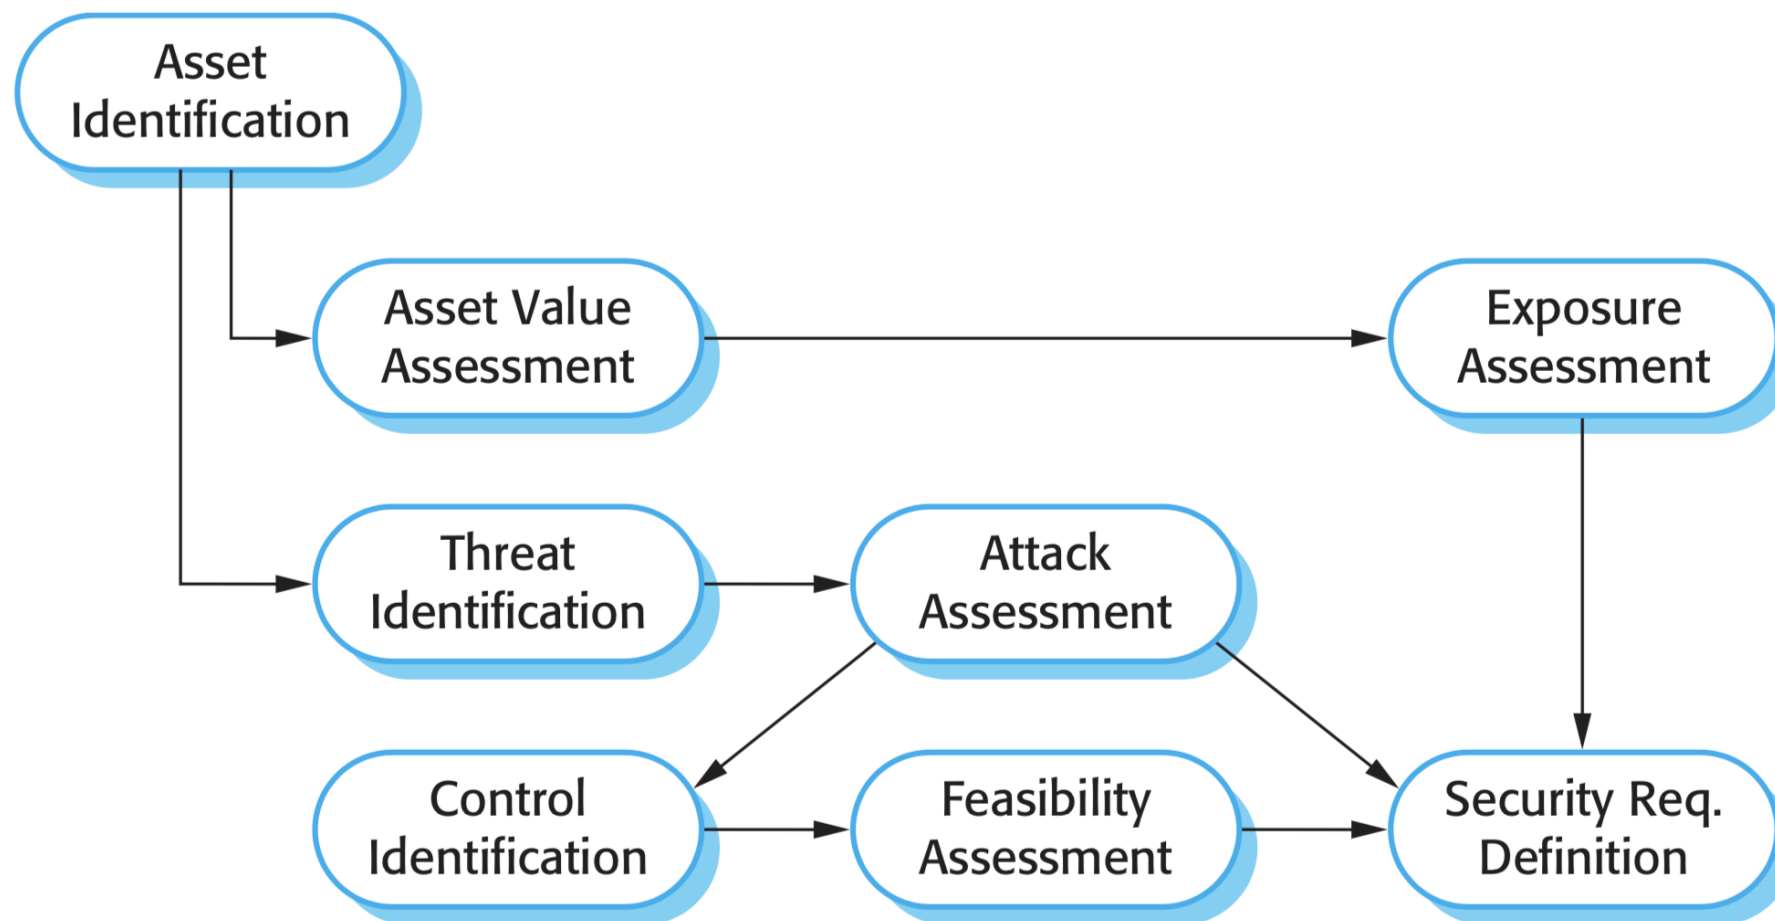 Asset
Identification
Asset Value
Assessment
Exposure
Assessment
Threat
Identification
Attack
Assessment
Control
Identification
Feasibility
Assessment
Security Req.
Definition